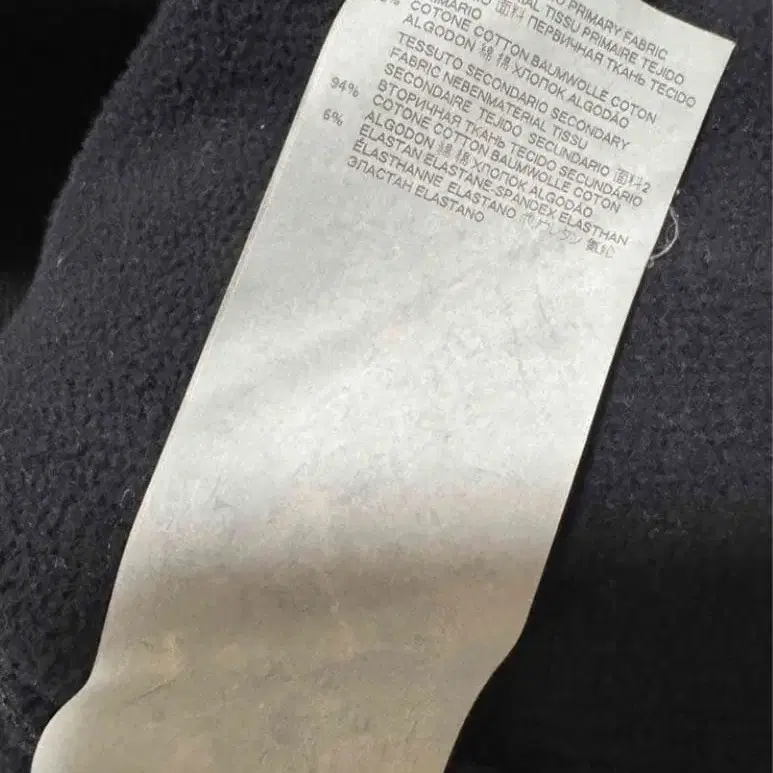 PRIMARY FABRIC
TISSU PRIMAIRE TEJIDO
PRIMARIO 面料 ПЕРВИЧНАЯ ТКАНЬ TECIDO
COTONE COTTON BAUMWOLLE COTON
ALGODON 綿 棉 ХЛОПОК ALGODÃO
TESSUTO SECONDARIO SECONDARY
FABRIC NEBENMATERIAL TISSU
SECONDAIRE TEJIDO SECUNDARIO 面料2
ВТОРИЧНАЯ ТКАНЬ TECIDO SECUNDÁRIO
94% COTONE COTTON BAUMWOLLE COTON
ALGODON 綿 棉 ХЛОПОК ALGODÃO
6% ELASTAN ELASTANE-SPANDEX ELASTHAN
ÉLASTHANNE ELASTANO ポリウレタン 氨纶
ЭЛАСТАН ELASTANO